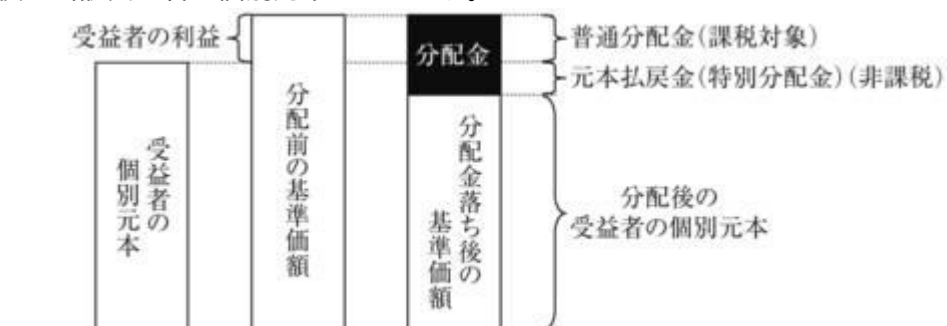 受益者の利益
分配金
普通分配金(課税対象)
元本払戻金(特別分配金)(非課税)
受益者の
個別元本
分配前の基準価額
分配金落ち後の
基準価額
分配後の
受益者の個別元本